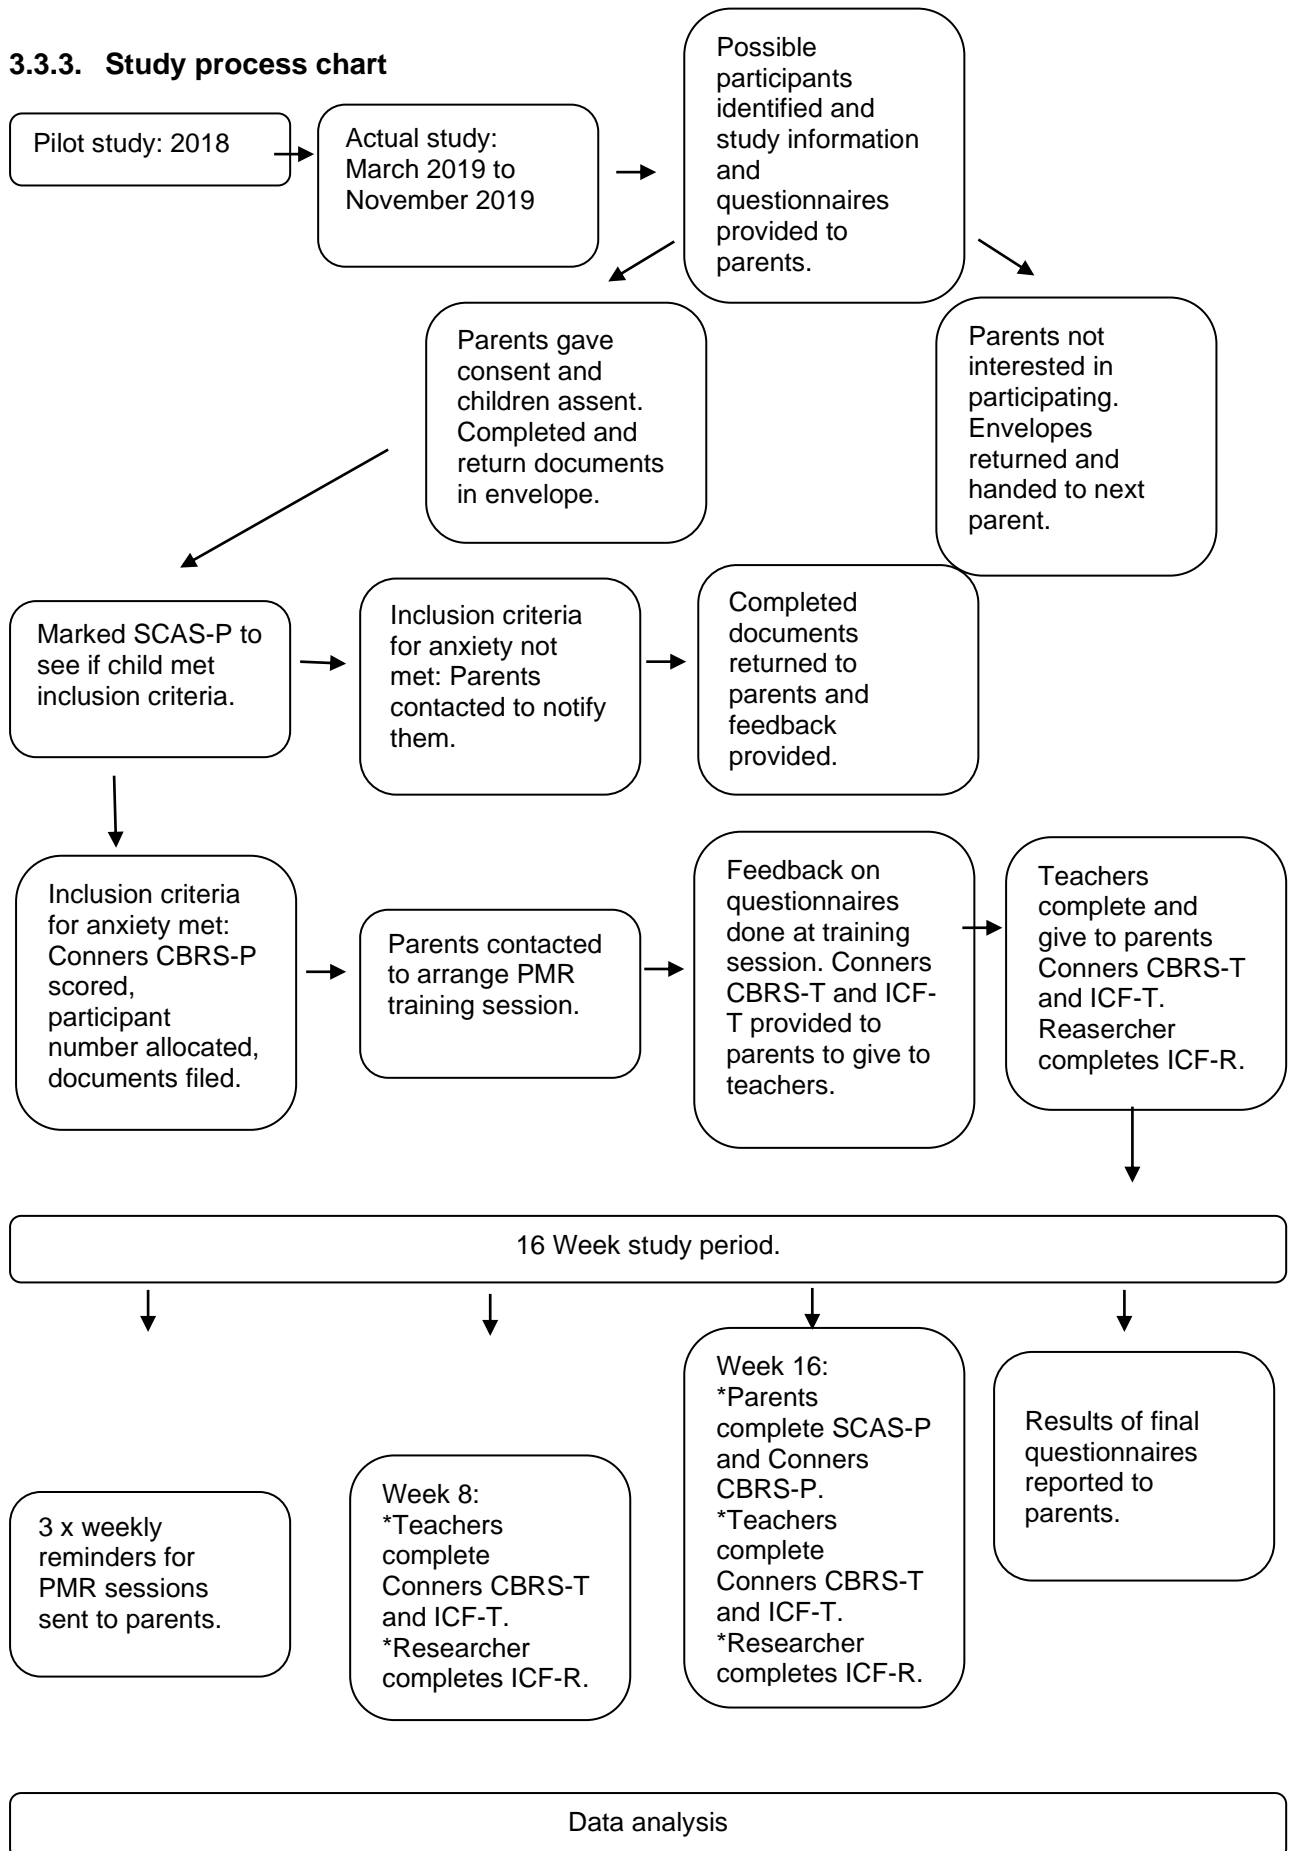 3.3.3. Study process chart
Pilot study: 2018
Actual study:
March 2019 to
November 2019
Possible
participants
identified and
study information
and
questionnaires
provided to
parents.
Parents gave
consent and
children assent.
Completed and
return documents
in envelope.
Parents not
interested in
participating.
Envelopes
returned and
handed to next
parent.
Marked SCAS-P to
see if child met
inclusion criteria.
Inclusion criteria
for anxiety not
met: Parents
contacted to notify
them.
Completed
documents
returned to
parents and
feedback
provided.
Inclusion criteria
for anxiety met:
Conners CBRS-P
scored,
participant
number allocated,
documents filed.
Parents contacted
to arrange PMR
training session.
Feedback on
questionnaires
done at training
session. Conners
CBRS-T and ICF-
T provided to
parents to give to
teachers.
Teachers
complete and
give to parents
Conners CBRS-T
and ICF-T.
Reasercher
completes ICF-R.
16 Week study period.
3 x weekly
reminders for
PMR sessions
sent to parents.
Week 8:
*Teachers
complete
Conners CBRS-T
and ICF-T.
*Researcher
completes ICF-R.
Week 16:
*Parents
complete SCAS-P
and Conners
CBRS-P.
*Teachers
complete
Conners CBRS-T
and ICF-T.
*Researcher
completes ICF-R.
Results of final
questionnaires
reported to
parents.
Data analysis